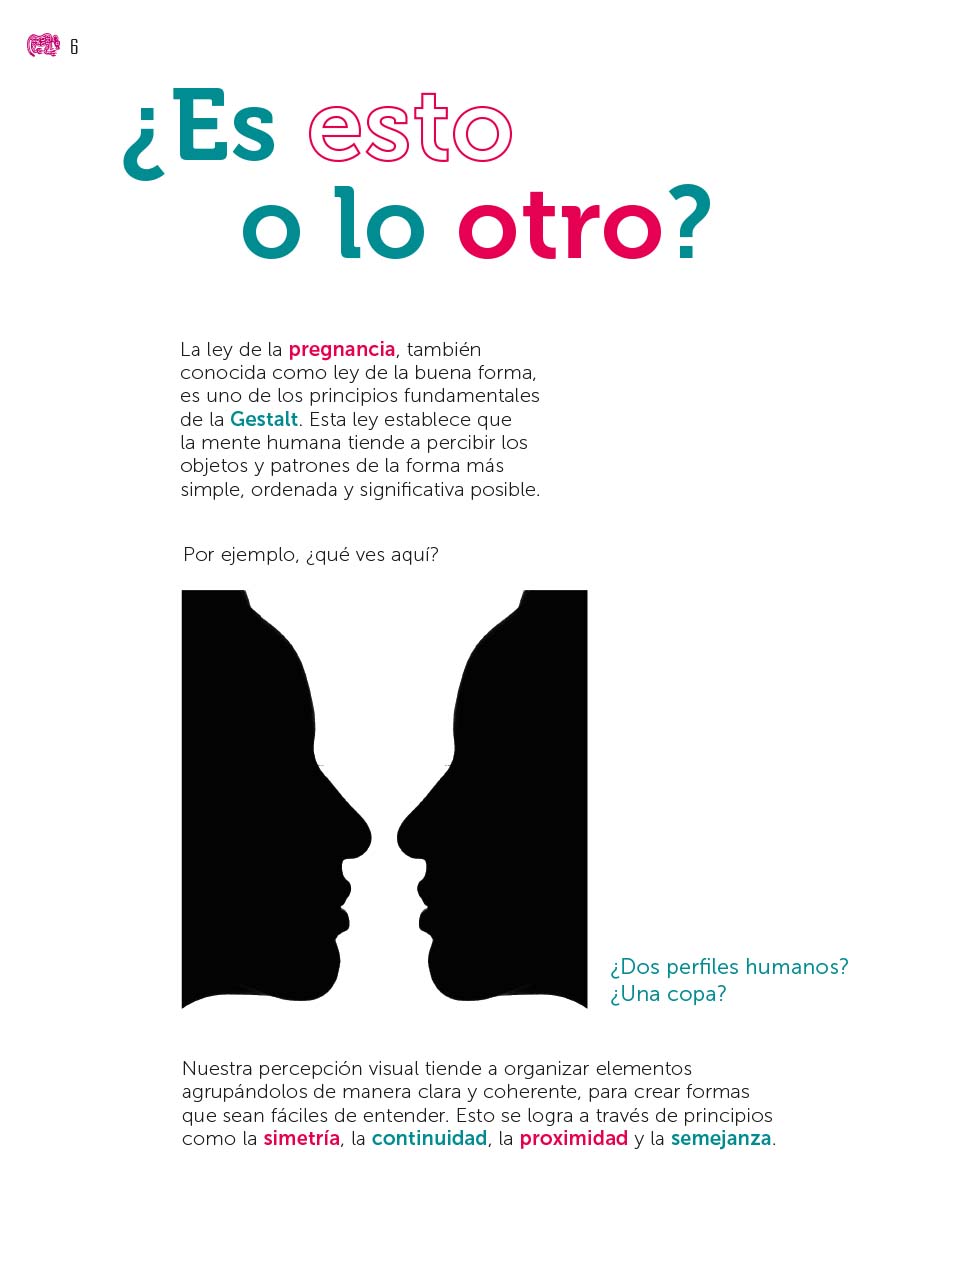 6
¿Es esto
o lo otro?
La ley de la pregnancia, también
conocida como ley de la buena forma,
es uno de los principios fundamentales
de la Gestalt. Esta ley establece que
la mente humana tiende a percibir los
objetos y patrones de la forma más
simple, ordenada y significativa posible.
Por ejemplo, ¿qué ves aquí?
¿Dos perfiles humanos?
¿Una copa?
Nuestra percepción visual tiende a organizar elementos
agrupándolos de manera clara y coherente, para crear formas
que sean fáciles de entender. Esto se logra a través de principios
como la simetría, la continuidad, la proximidad y la semejanza.